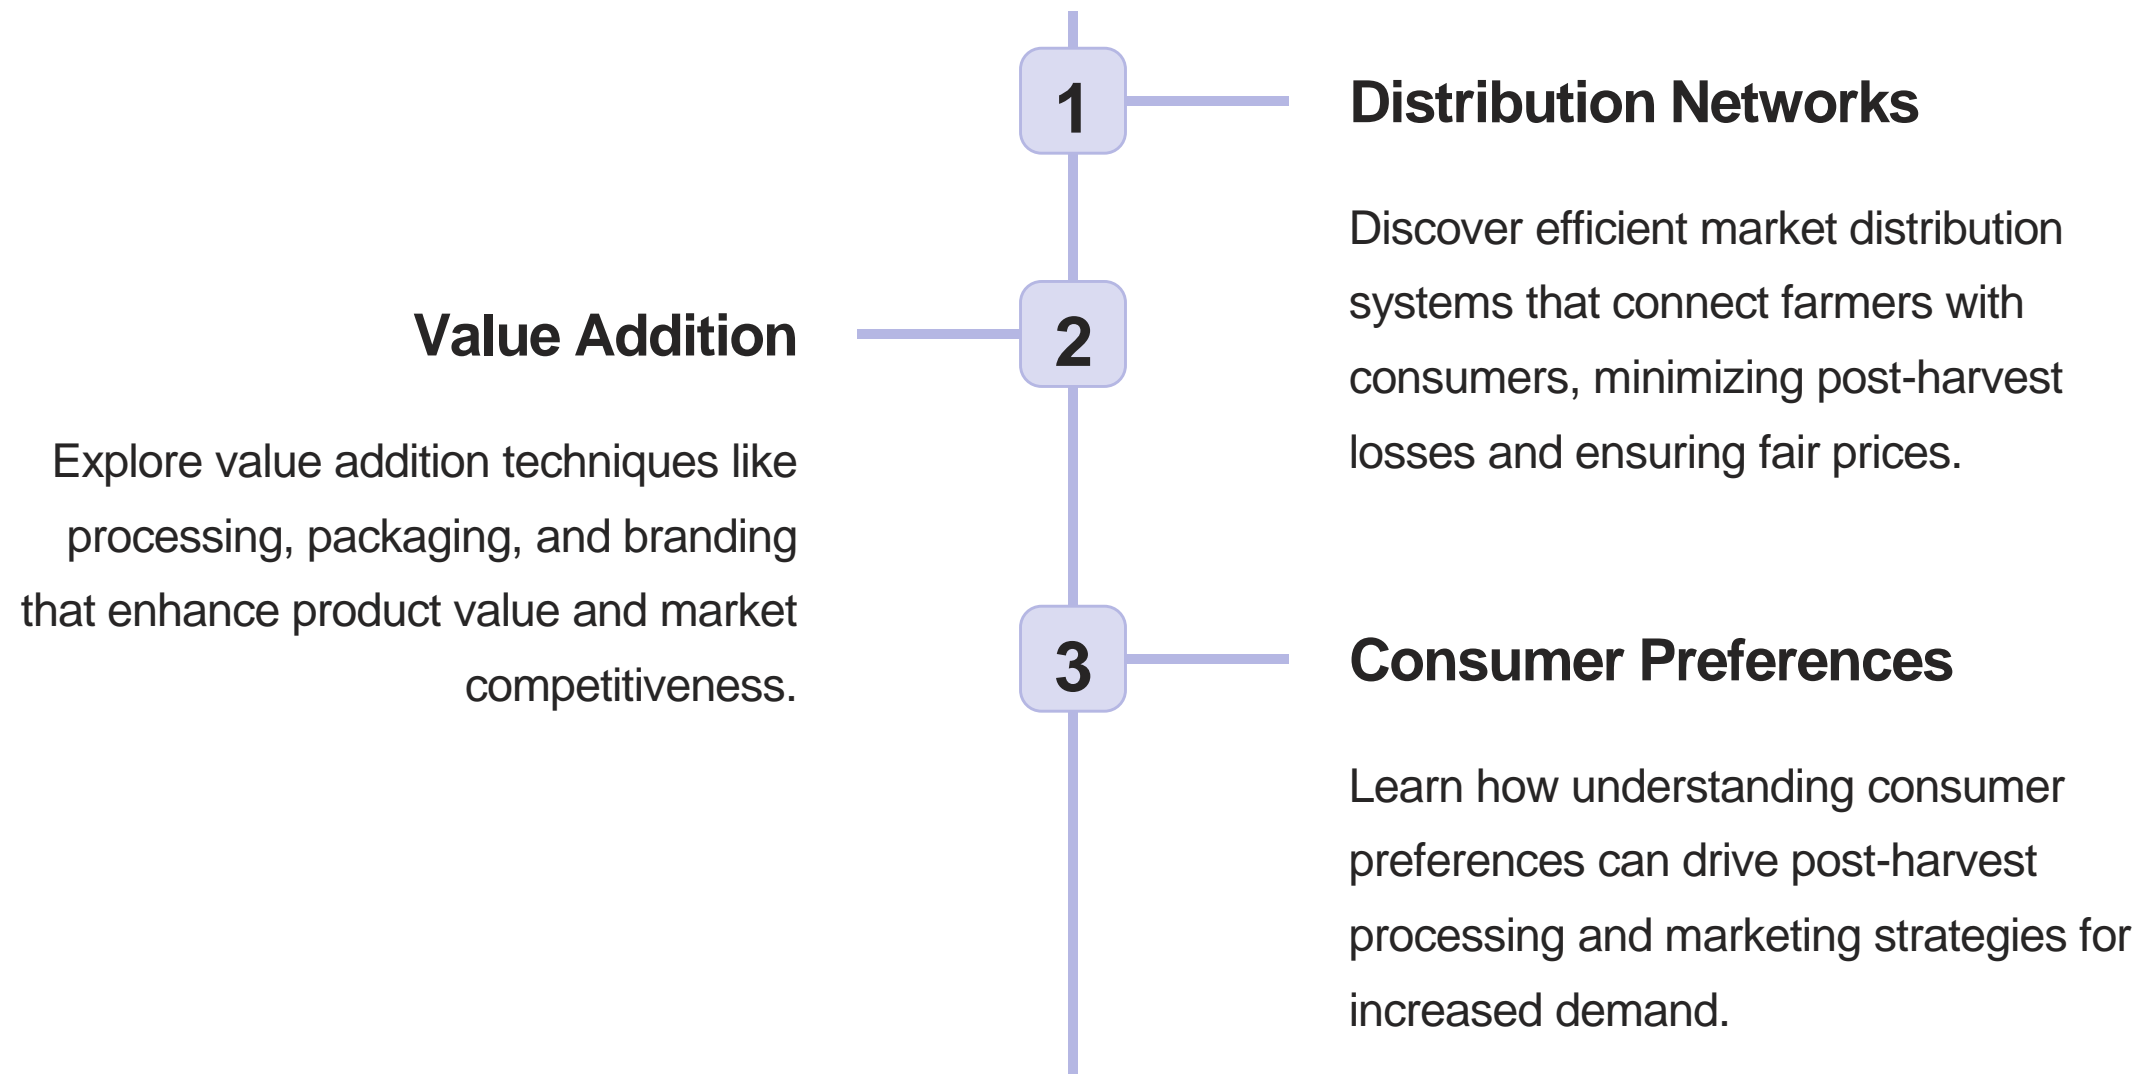 1
Distribution Networks
Discover efficient market distribution
systems that connect farmers with
consumers, minimizing post-harvest
losses and ensuring fair prices.
2
Value Addition
Explore value addition techniques like
processing, packaging, and branding
that enhance product value and market
competitiveness.
3
Consumer Preferences
Learn how understanding consumer
preferences can drive post-harvest
processing and marketing strategies for
increased demand.